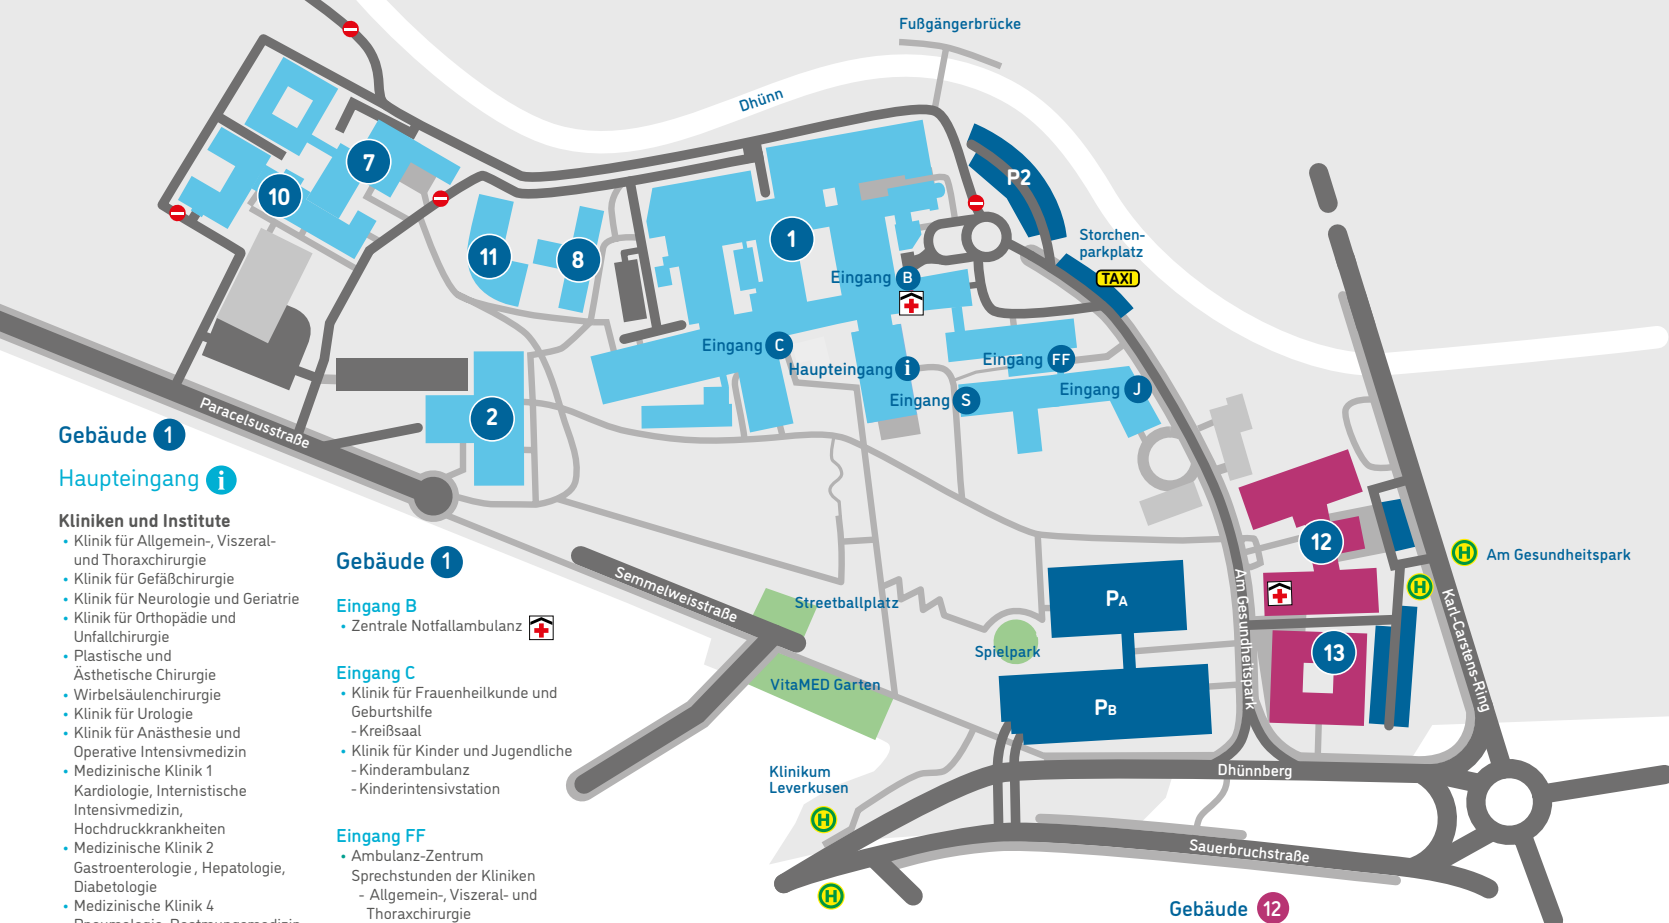 Fußgängerbrücke
Dhünn
P2
Storchen-
parkplatz
TAXI
7
10
11
8
1
Eingang B
Eingang C
Haupteingang i
Eingang FF
Eingang S
Eingang J
2
Paracelsusstraße
Semmelweisstraße
Streetballplatz
VitaMED Garten
Spielpark
PA
PB
Am Gesundheitspark
12
13
H
Am Gesundheitspark
H
Karl-Carstens-Ring
Dhünnberg
Sauerbruchstraße
Klinikum
Leverkusen
H
H
Gebäude 1
Haupteingang i
Kliniken und Institute
• Klinik für Allgemein-, Viszeral-
und Thoraxchirurgie
• Klinik für Gefäßchirurgie
• Klinik für Neurologie und Geriatrie
• Klinik für Orthopädie und
Unfallchirurgie
• Plastische und
Ästhetische Chirurgie
• Wirbelsäulenchirurgie
• Klinik für Urologie
• Klinik für Anästhesie und
Operative Intensivmedizin
• Medizinische Klinik 1
Kardiologie, Internistische
Intensivmedizin,
Hochdruckkrankheiten
• Medizinische Klinik 2
Gastroenterologie, Hepatologie,
Diabetologie
• Medizinische Klinik 4
Gebäude 1
Eingang B
• Zentrale Notfallambulanz
Eingang C
• Klinik für Frauenheilkunde und
Geburtshilfe
- Kreißsaal
• Klinik für Kinder und Jugendliche
- Kinderambulanz
- Kinderintensivstation
Eingang FF
• Ambulanz-Zentrum
Sprechstunden der Kliniken
- Allgemein-, Viszeral- und
Thoraxchirurgie
Gebäude 12